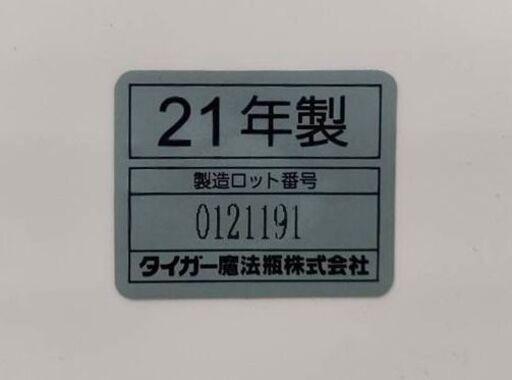 21年製
製造ロット番号
0121191
タイガー魔法瓶株式会社